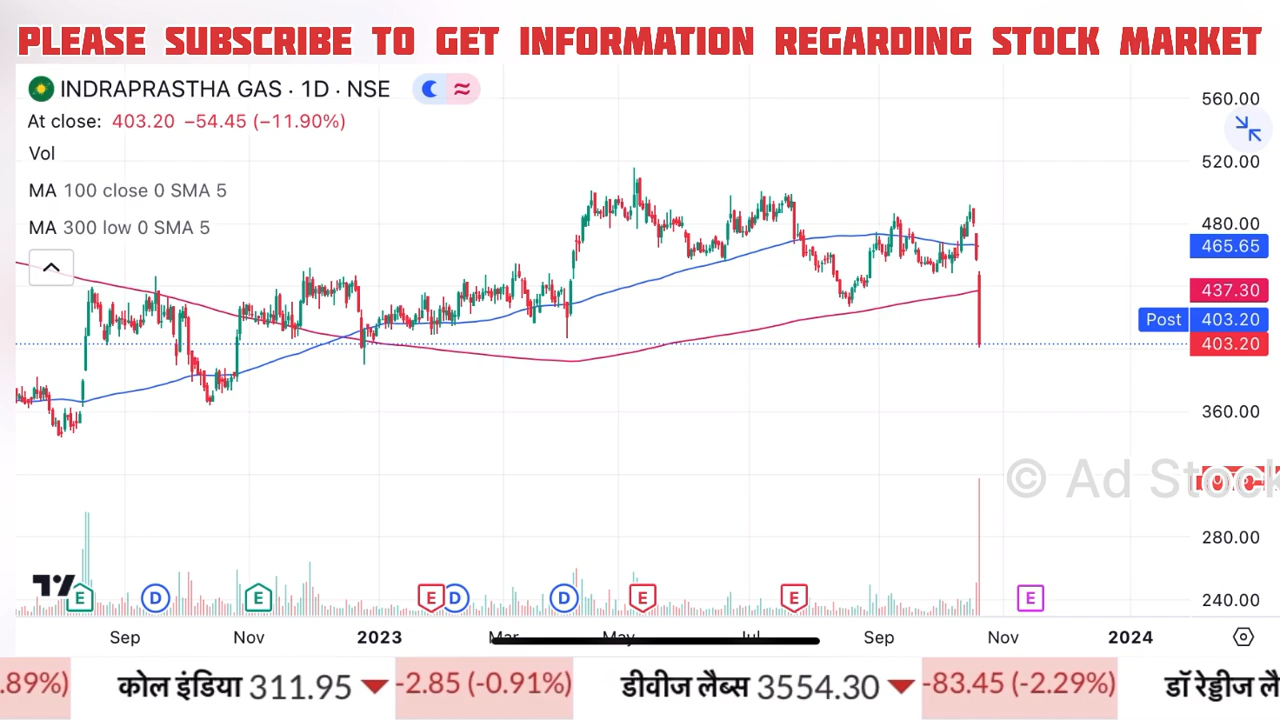 PLEASE SUBSCRIBE TO GET INFORMATION REGARDING STOCK MARKET
INDRAPRASTHA GAS · 1D · NSE
At close: 403.20 −54.45 (−11.90%)
Vol
MA 100 close 0 SMA 5
MA 300 low 0 SMA 5
560.00
520.00
480.00
465.65
437.30
Post 403.20
403.20
360.00
© Ad Stock
280.00
240.00
E D E E D D E E E
Sep Nov 2023 Mar May Jul Sep Nov 2024
.89%) कोल इंडिया 311.95 -2.85 (-0.91%) डीवीज लैब्स 3554.30 -83.45 (-2.29%) डॉ रेड्डीज लै